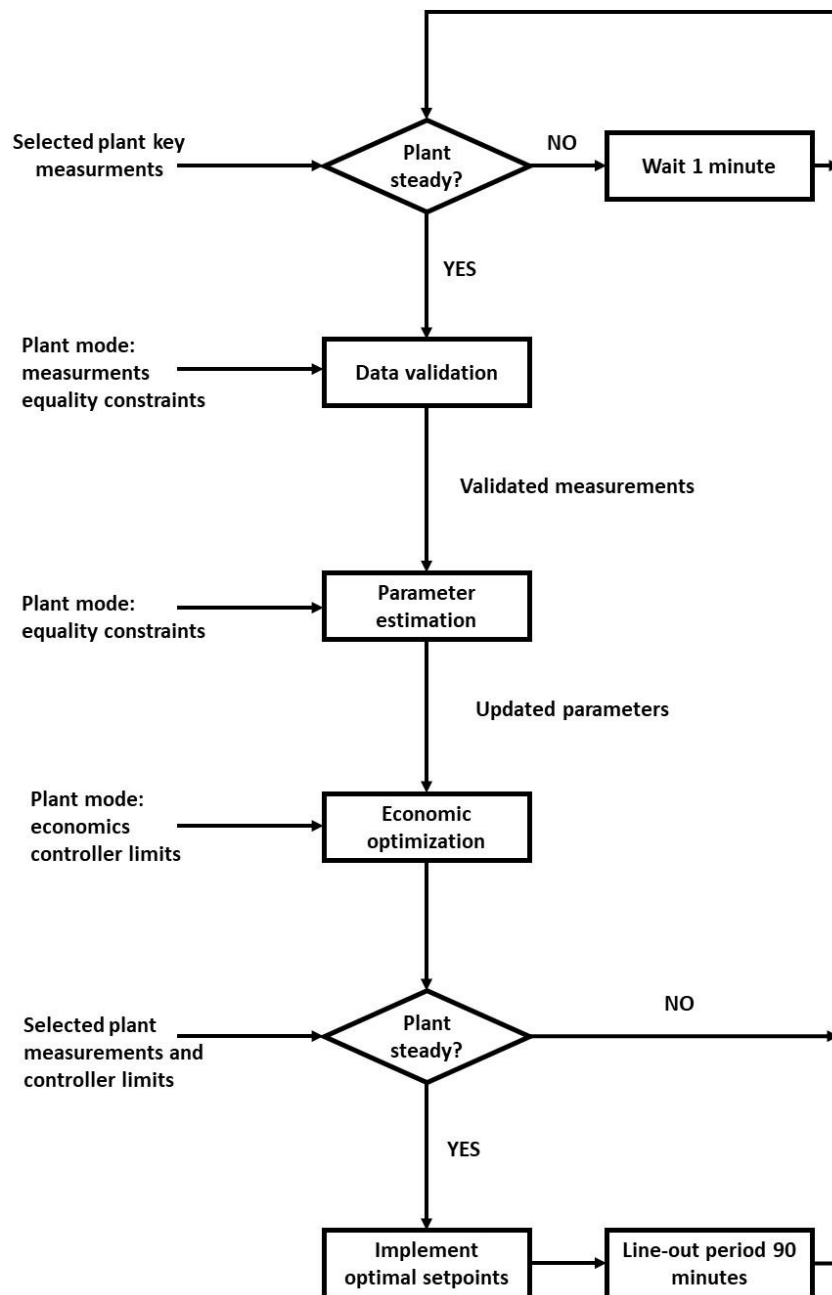 Selected plant key
measurments
Plant
steady?
NO
Wait 1 minute
YES
Plant mode:
measurments
equality constraints
Data validation
Validated measurements
Plant mode:
equality constraints
Parameter
estimation
Updated parameters
Plant mode:
economics
controller limits
Economic
optimization
Selected plant
measurements and
controller limits
Plant
steady?
NO
YES
Implement
optimal setpoints
Line-out period 90
minutes